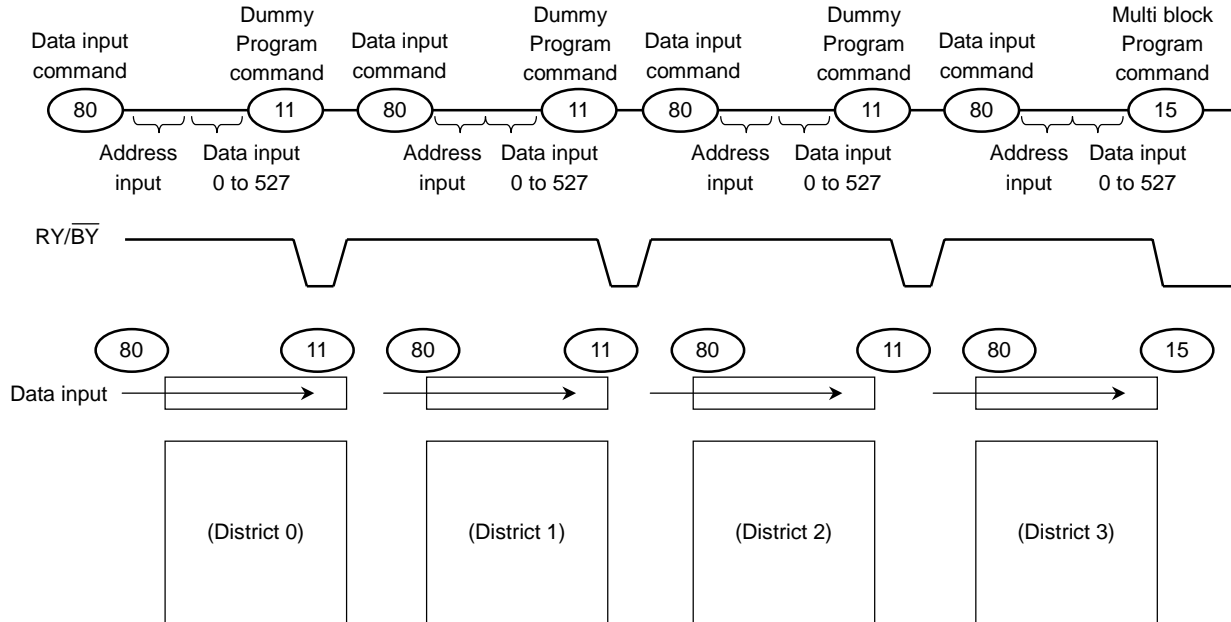 Data input
command
Dummy
Program
command
Data input
command
Dummy
Program
command
Data input
command
Dummy
Program
command
Data input
command
Multi block
Program
command
80
11
80
11
80
11
80
15
Address
input
Data input
0 to 527
Address
input
Data input
0 to 527
Address
input
Data input
0 to 527
Address
input
Data input
0 to 527
RY/B̅Y̅
80
11
80
11
80
11
80
15
Data input
(District 0)
(District 1)
(District 2)
(District 3)